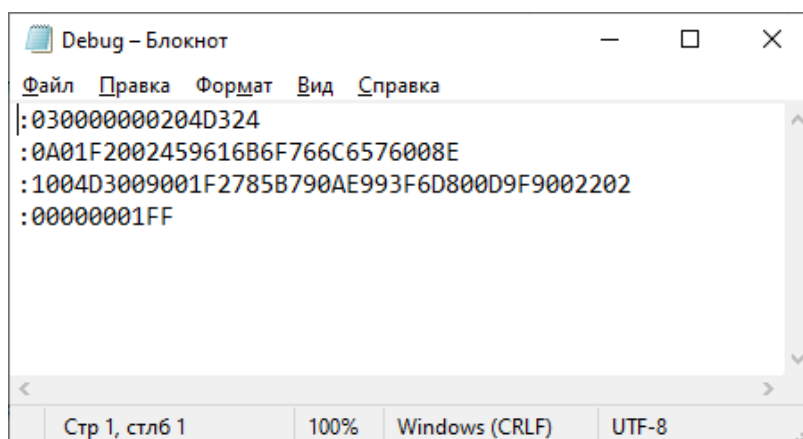 Debug – Блокнот
Файл Правка Формат Вид Справка
:030000000204D324
:0A01F2002459616B6F766C6576008E
:1004D3009001F2785B790AE993F6D800D9F9002202
:00000001FF
Стр 1, стлб 1 100% Windows (CRLF) UTF-8